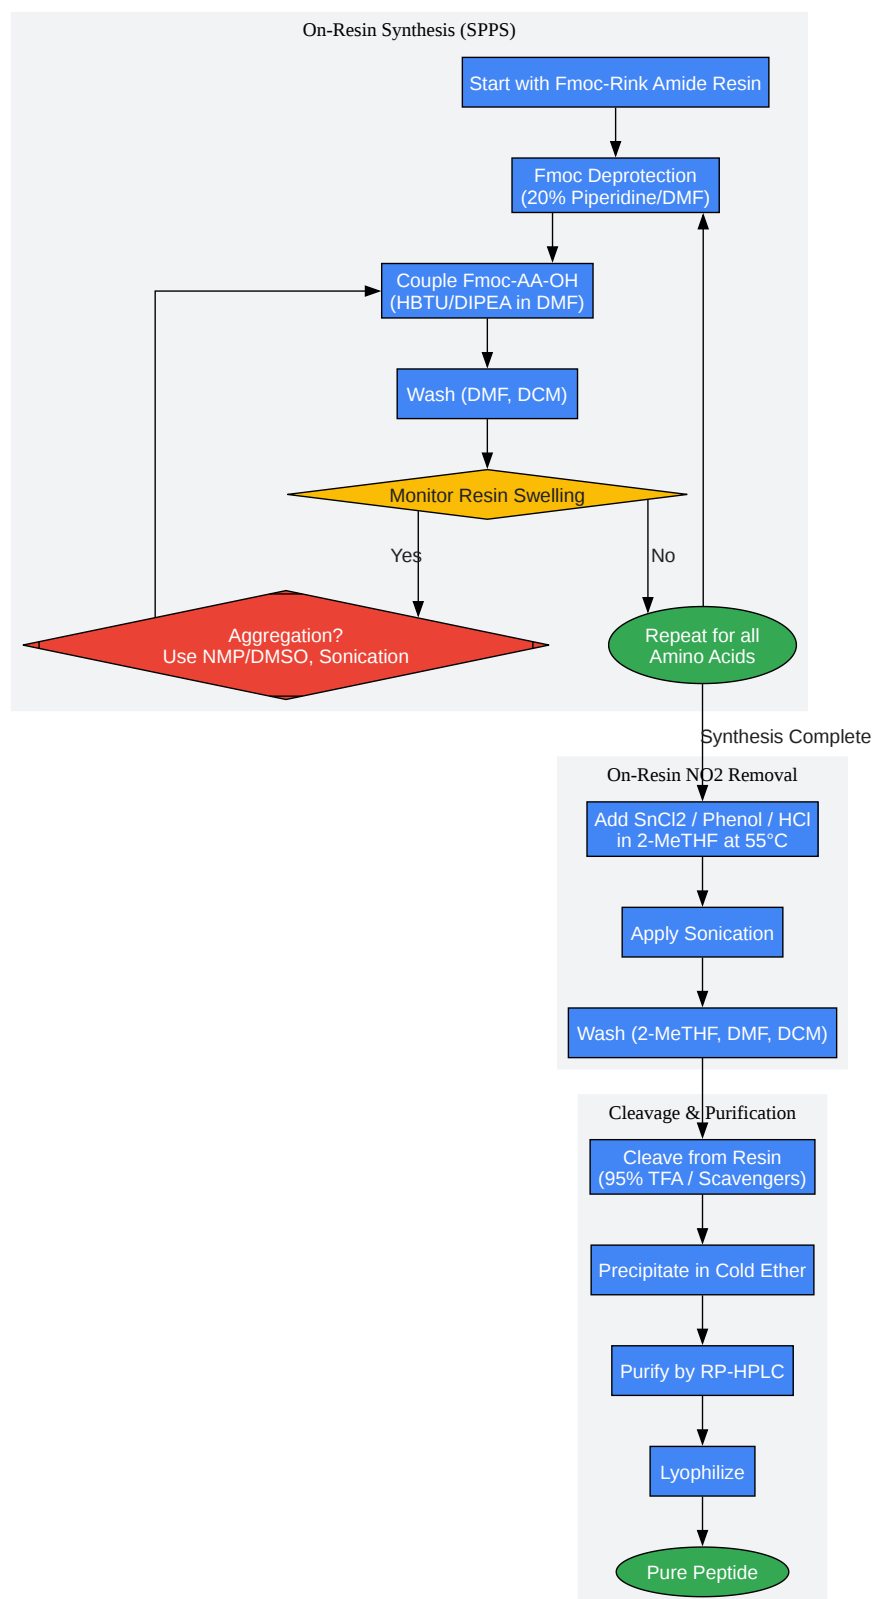 On-Resin Synthesis (SPPS)
Start with Fmoc-Rink Amide Resin
Fmoc Deprotection
(20% Piperidine/DMF)
Couple Fmoc-AA-OH
(HBTU/DIPEA in DMF)
Wash (DMF, DCM)
Monitor Resin Swelling
Yes
No
Aggregation?
Use NMP/DMSO, Sonication
Repeat for all
Amino Acids
Synthesis Complete
On-Resin NO2 Removal
Add SnCl2 / Phenol / HCl
in 2-MeTHF at 55°C
Apply Sonication
Wash (2-MeTHF, DMF, DCM)
Cleavage & Purification
Cleave from Resin
(95% TFA / Scavengers)
Precipitate in Cold Ether
Purify by RP-HPLC
Lyophilize
Pure Peptide